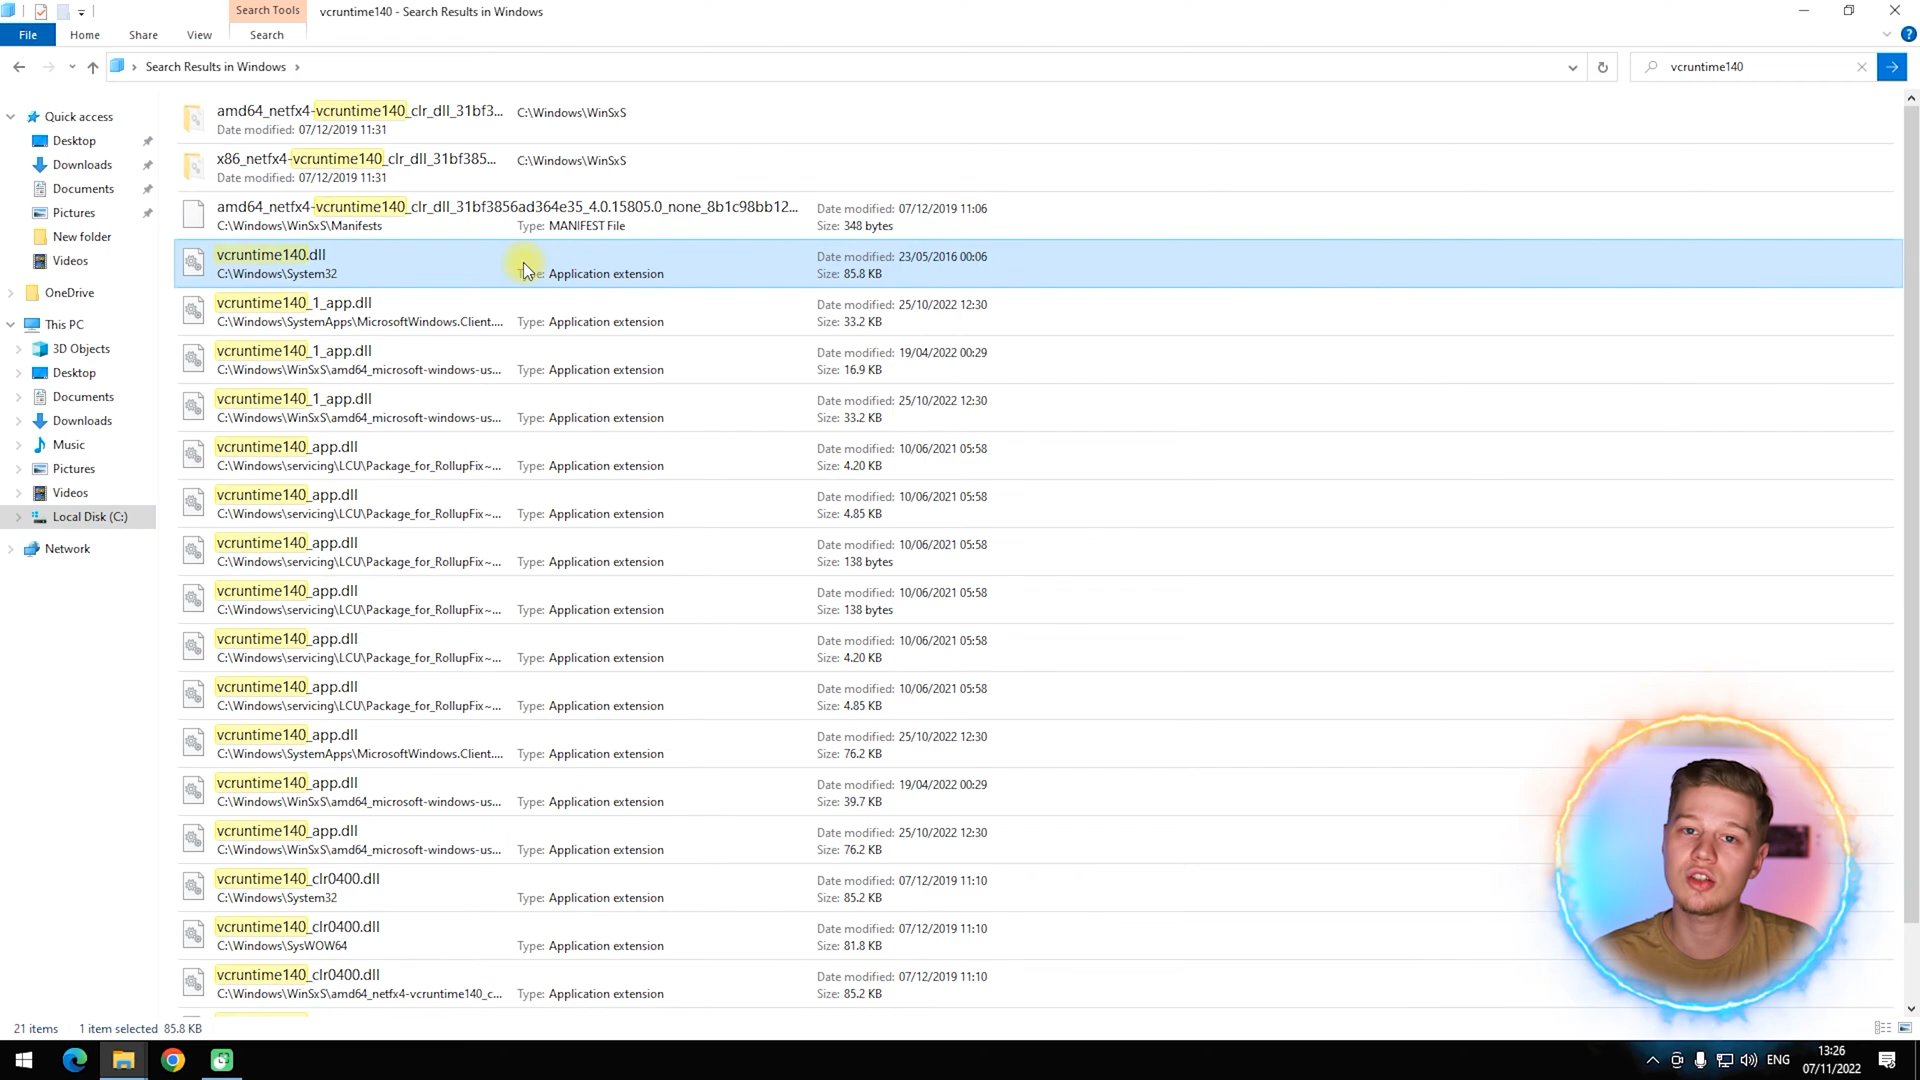 Search Tools
vcruntime140 - Search Results in Windows
File
Home
Share
View
Search
Search Results in Windows
vcruntime140
Quick access
Desktop
Downloads
Documents
Pictures
New folder
Videos
OneDrive
This PC
3D Objects
Desktop
Documents
Downloads
Music
Pictures
Videos
Local Disk (C:)
Network
amd64_netfx4-vcruntime140_clr_dll_31bf3... C:\Windows\WinSxS
Date modified: 07/12/2019 11:31
x86_netfx4-vcruntime140_clr_dll_31bf385... C:\Windows\WinSxS
Date modified: 07/12/2019 11:31
amd64_netfx4-vcruntime140_clr_dll_31bf3856ad364e35_4.0.15805.0_none_8b1c98bb12... Date modified: 07/12/2019 11:06
C:\Windows\WinSxS\Manifests Type: MANIFEST File Size: 348 bytes
vcruntime140.dll Date modified: 23/05/2016 00:06
C:\Windows\System32 Type: Application extension Size: 85.8 KB
vcruntime140_1_app.dll Date modified: 25/10/2022 12:30
C:\Windows\SystemApps\MicrosoftWindows.Client.... Type: Application extension Size: 33.2 KB
vcruntime140_1_app.dll Date modified: 19/04/2022 00:29
C:\Windows\WinSxS\amd64_microsoft-windows-us... Type: Application extension Size: 16.9 KB
vcruntime140_1_app.dll Date modified: 25/10/2022 12:30
C:\Windows\WinSxS\amd64_microsoft-windows-us... Type: Application extension Size: 33.2 KB
vcruntime140_app.dll Date modified: 10/06/2021 05:58
C:\Windows\servicing\LCU\Package_for_RollupFix~... Type: Application extension Size: 4.20 KB
vcruntime140_app.dll Date modified: 10/06/2021 05:58
C:\Windows\servicing\LCU\Package_for_RollupFix~... Type: Application extension Size: 4.85 KB
vcruntime140_app.dll Date modified: 10/06/2021 05:58
C:\Windows\servicing\LCU\Package_for_RollupFix~... Type: Application extension Size: 138 bytes
vcruntime140_app.dll Date modified: 10/06/2021 05:58
C:\Windows\servicing\LCU\Package_for_RollupFix~... Type: Application extension Size: 138 bytes
vcruntime140_app.dll Date modified: 10/06/2021 05:58
C:\Windows\servicing\LCU\Package_for_RollupFix~... Type: Application extension Size: 4.20 KB
vcruntime140_app.dll Date modified: 10/06/2021 05:58
C:\Windows\servicing\LCU\Package_for_RollupFix~... Type: Application extension Size: 4.85 KB
vcruntime140_app.dll Date modified: 25/10/2022 12:30
C:\Windows\SystemApps\MicrosoftWindows.Client.... Type: Application extension Size: 76.2 KB
vcruntime140_app.dll Date modified: 19/04/2022 00:29
C:\Windows\WinSxS\amd64_microsoft-windows-us... Type: Application extension Size: 39.7 KB
vcruntime140_app.dll Date modified: 25/10/2022 12:30
C:\Windows\WinSxS\amd64_microsoft-windows-us... Type: Application extension Size: 76.2 KB
vcruntime140_clr0400.dll Date modified: 07/12/2019 11:10
C:\Windows\System32 Type: Application extension Size: 85.2 KB
vcruntime140_clr0400.dll Date modified: 07/12/2019 11:10
C:\Windows\SysWOW64 Type: Application extension Size: 81.8 KB
vcruntime140_clr0400.dll Date modified: 07/12/2019 11:10
C:\Windows\WinSxS\amd64_netfx4-vcruntime140_c... Type: Application extension Size: 85.2 KB
21 items 1 item selected 85.8 KB
ENG
13:26
07/11/2022